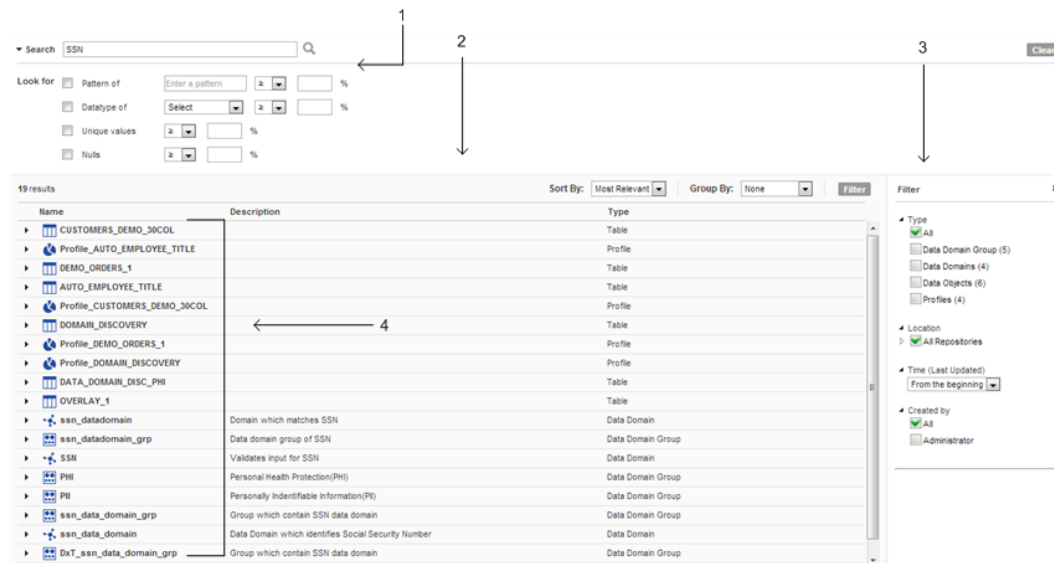 1
2
3
Search SSN
Clear
Look for Pattern of Enter a pattern ≥ %
Datatype of Select ≥ %
Unique values ≥ %
Nulls ≥ %
19 results Sort By: Most Relevant Group By: None Filter
Name Description Type
CUSTOMERS_DEMO_30COL Table
Profile_AUTO_EMPLOYEE_TITLE Profile
DEMO_ORDERS_1 Table
AUTO_EMPLOYEE_TITLE Table
Profile_CUSTOMERS_DEMO_30COL Profile
DOMAIN_DISCOVERY Table
4
Profile_DEMO_ORDERS_1 Profile
Profile_DOMAIN_DISCOVERY Profile
DATA_DOMAIN_DISC_PHI Table
OVERLAY_1 Table
ssn_datadomain Domain which matches SSN Data Domain
ssn_datadomain_grp Data domain group of SSN Data Domain Group
SSN Validates input for SSN Data Domain
PHI Personal Health Protection(PHI) Data Domain Group
PII Personally Indentifiable Information(PII) Data Domain Group
ssn_data_domain_grp Group which contain SSN data domain Data Domain Group
ssn_data_domain Data Domain which identifies Social Security Number Data Domain
DxT_ssn_data_domain_grp Group which contain SSN data domain Data Domain Group
Filter
Type
All
Data Domain Group (5)
Data Domains (4)
Data Objects (6)
Profiles (4)
Location
All Repositories
Time (Last Updated)
From the beginning
Created by
All
Administrator